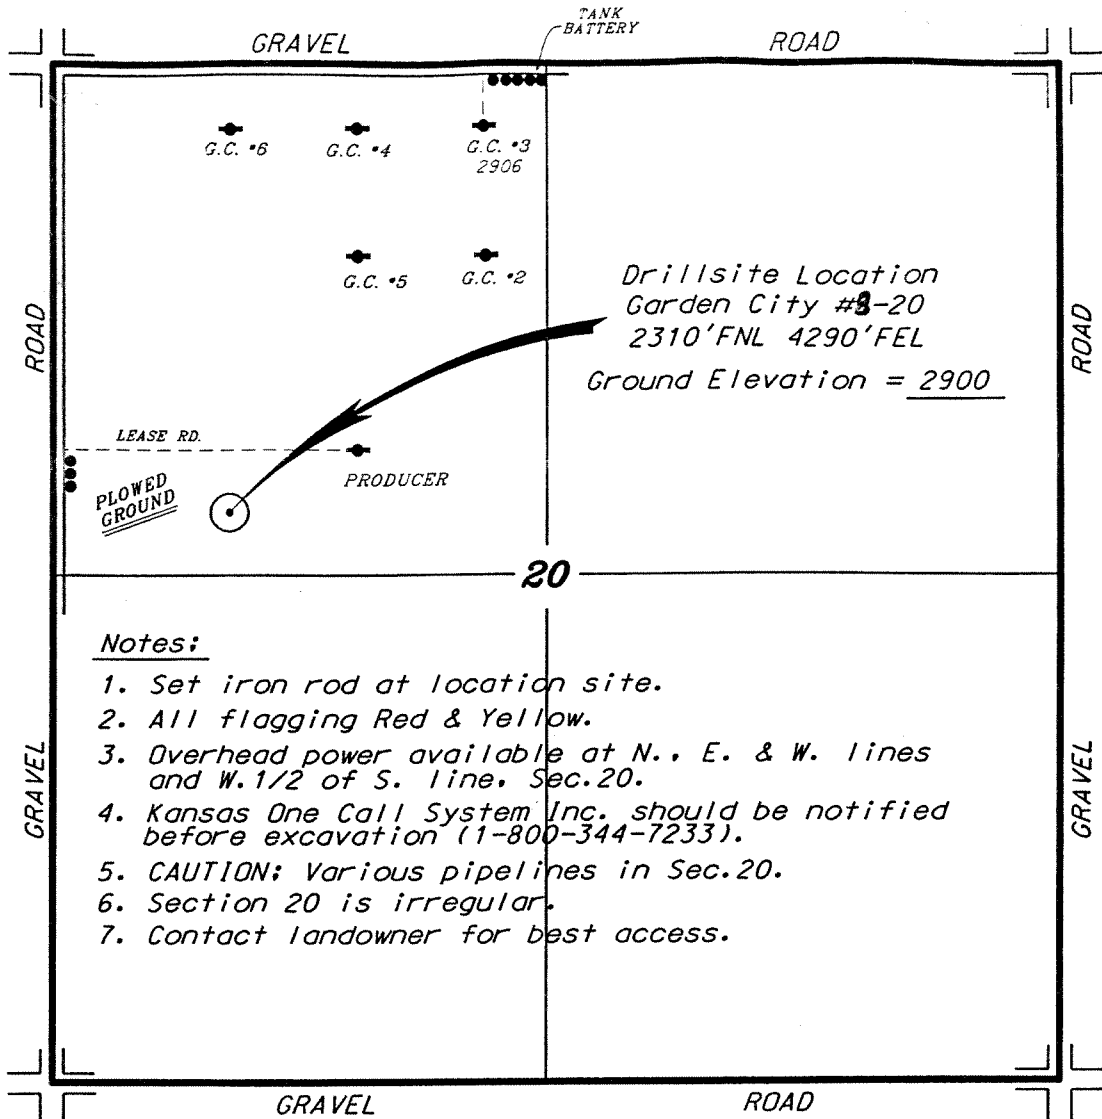 TANK
BATTERY
GRAVEL
ROAD
G.C. #6
G.C. #4
G.C. #3
2906
G.C. #5
G.C. #2
Drillsite Location
Garden City #8-20
2310'FNL 4290'FEL
Ground Elevation = 2900
ROAD
ROAD
LEASE RD.
PRODUCER
PLOWED
GROUND
20
Notes:
1. Set iron rod at location site.
2. All flagging Red & Yellow.
3. Overhead power available at N., E. & W. lines
and W.1/2 of S. line, Sec.20.
4. Kansas One Call System Inc. should be notified
before excavation (1-800-344-7233).
5. CAUTION: Various pipelines in Sec.20.
6. Section 20 is irregular.
7. Contact landowner for best access.
GRAVEL
GRAVEL
GRAVEL
ROAD